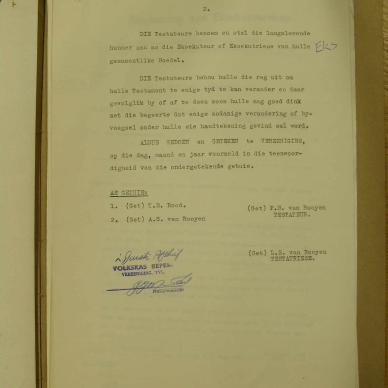 2.
DIE Testateure benoem en stel die langslewende
hunner aan as die Eksekuteur of Eksekutriese van hulle
gesamentlike Boedel.
DIE Testateure behou hulle die reg uit om
hulle Testament te enige tyd te kan verander en daar
gevolglik by of af te doen soos hulle mag goed dink
met die begeerte dat enige sodanige verandering of by-
voegsel onder hulle eie handtekening gevind sal word.
ALDUS GEDOEN en GETEKEN te VEREENIGING,
op die dag, maand en jaar voormeld in die teenwoor-
digheid van die ondergetekende getuie.
AS GETUIE:
1. (Get) T.B. Rood. (Get) P.S. van Rooyen
TESTATEUR.
2. (Get) A.S. van Rooyen
(Get) L.S. van Rooyen
TESTATRIESE.
VOLKSKAS BEPERK
VEREENIGING, TVL.